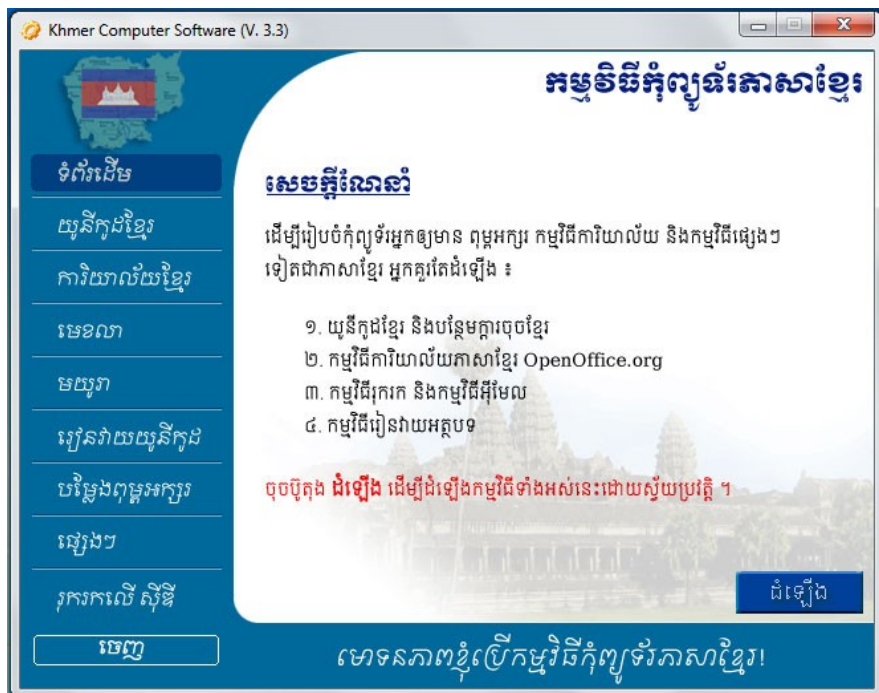 Khmer Computer Software (V. 3.3)
កម្មវិធីកុំព្យូទ័រភាសាខ្មែរ
ទំព័រដើម
យូនីកូដខ្មែរ
ការិយាល័យខ្មែរ
មេខលា
មយូរា
រៀនវាយយូនីកូដ
បម្លែងពុម្ពអក្សរ
ផ្សេងៗ
រុករកលើ ស៊ីឌី
ចេញ
សេចក្ដីណែនាំ
ដើម្បីរៀបចំកុំព្យូទ័រអ្នកឲ្យមាន ពុម្ពអក្សរ កម្មវិធីការិយាល័យ និងកម្មវិធីផ្សេងៗ
ទៀតជាភាសាខ្មែរ អ្នកគួរតែដំឡើង ៖
១. យូនីកូដខ្មែរ និងបន្ថែមក្ដារចុចខ្មែរ
២. កម្មវិធីការិយាល័យភាសាខ្មែរ OpenOffice.org
៣. កម្មវិធីរុករក និងកម្មវិធីអ៊ីមែល
៤. កម្មវិធីរៀនវាយអត្ថបទ
ចុចប៊ូតុង ដំឡើង ដើម្បីដំឡើងកម្មវិធីទាំងអស់នេះដោយស្វ័យប្រវត្តិ ។
ដំឡើង
មោទនភាពខ្ញុំប្រើកម្មវិធីកុំព្យូទ័រភាសាខ្មែរ!